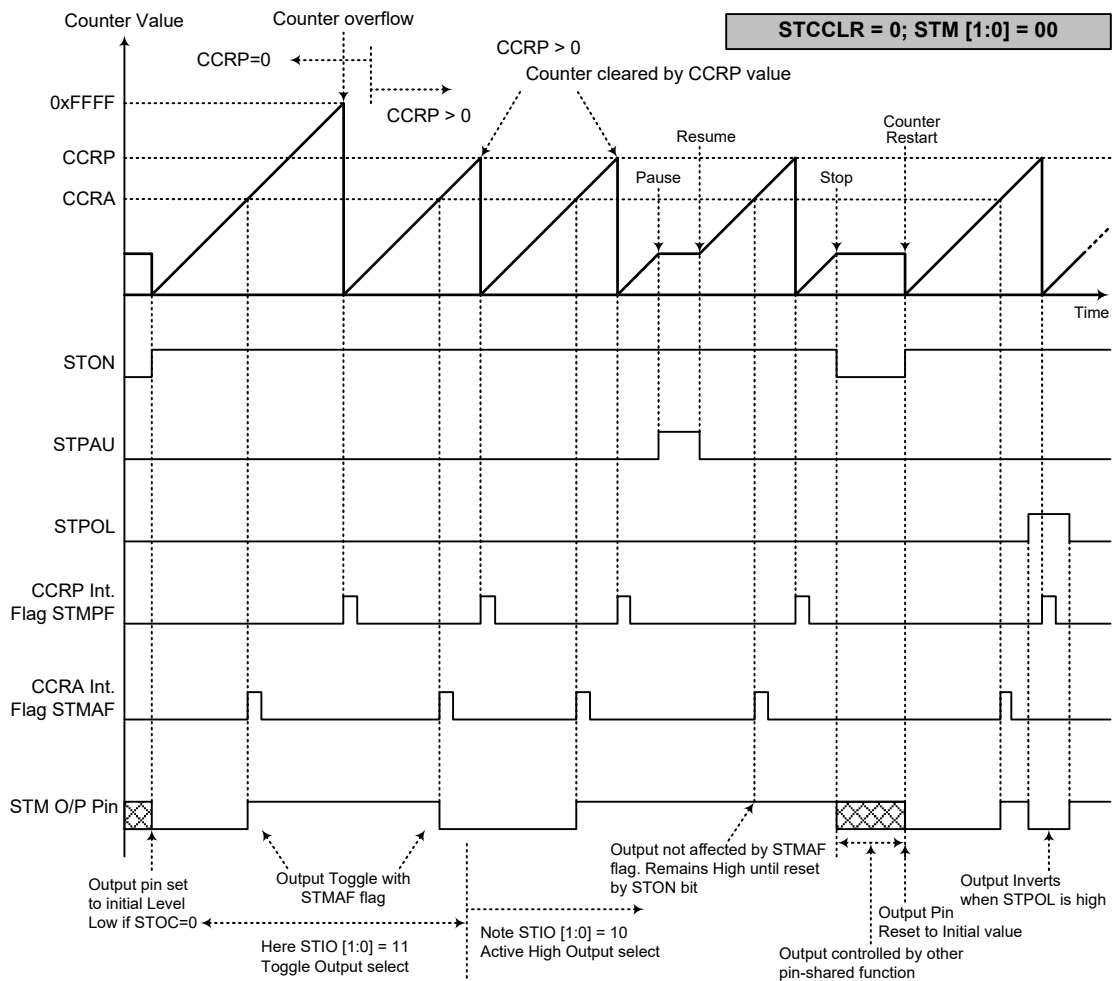 Counter Value
Counter overflow
STCCLR = 0; STM [1:0] = 00
CCRP=0
CCRP > 0
CCRP > 0
Counter cleared by CCRP value
0xFFFF
CCRP
CCRA
Resume
Counter
Restart
Pause
Stop
Time
STON
STPAU
STPOL
CCRP Int.
Flag STMPF
CCRA Int.
Flag STMAF
STM O/P Pin
Output pin set
to initial Level
Low if STOC=0
Output Toggle with
STMAF flag
Here STIO [1:0] = 11
Toggle Output select
Note STIO [1:0] = 10
Active High Output select
Output not affected by STMAF
flag. Remains High until reset
by STON bit
Output controlled by other
pin-shared function
Output Pin
Reset to Initial value
Output Inverts
when STPOL is high